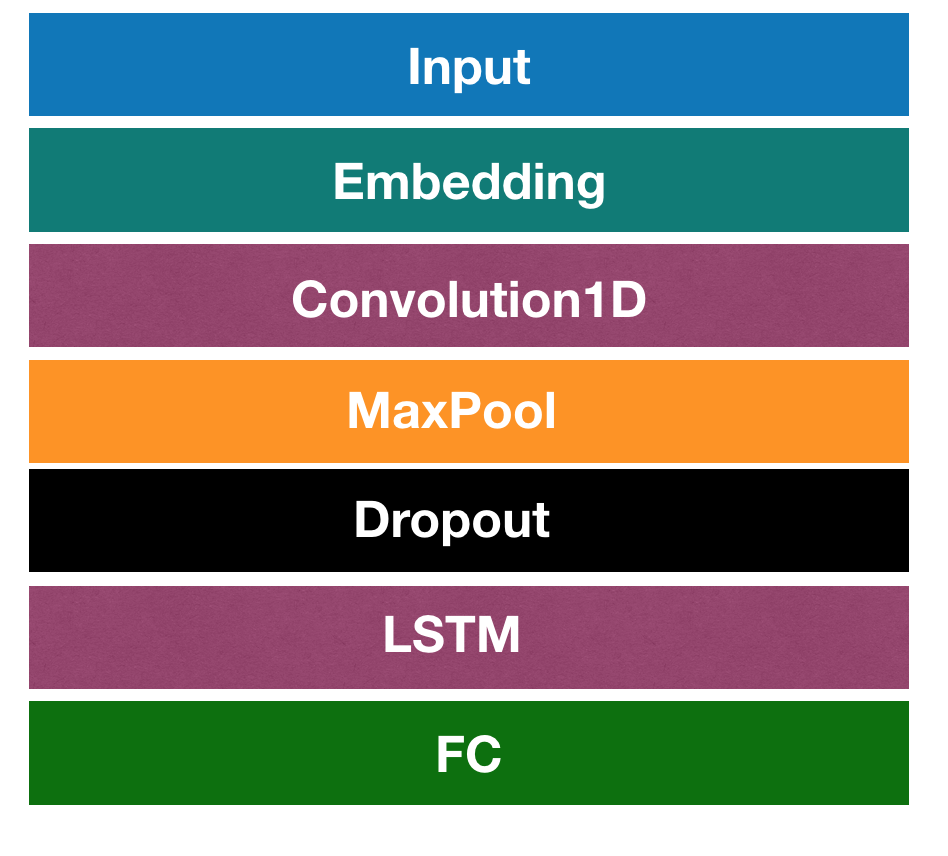 Input
Embedding
Convolution1D
MaxPool
Dropout
LSTM
FC